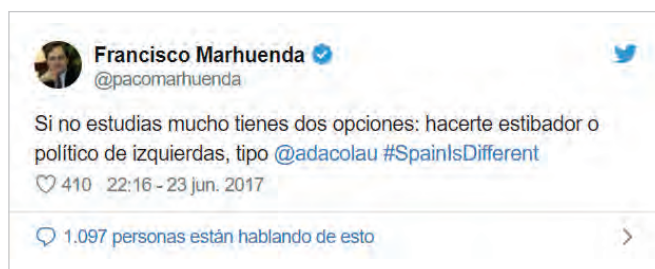 Francisco Marhuenda
@pacomarhuenda
Si no estudias mucho tienes dos opciones: hacerte estibador o
político de izquierdas, tipo @adacolau #SpainIsDifferent
410 22:16 - 23 jun. 2017
1.097 personas están hablando de esto